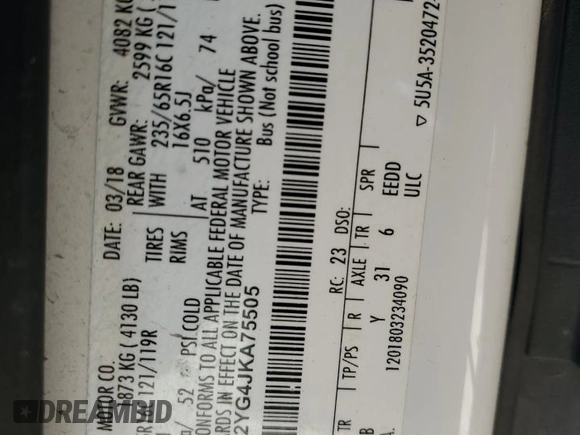 MOTOR CO.
DATE: 03/18 GVWR: 4082 KG
873 KG ( 4130 LB) REAR GAWR: 2599 KG (
121/119R TIRES WITH 235/65R16C 121/1
RIMS 16X6.5J
52 PSI COLD AT 510 kPa/ 74
ONFORMS TO ALL APPLICABLE FEDERAL MOTOR VEHICLE
RDS IN EFFECT ON THE DATE OF MANUFACTURE SHOWN ABOVE.
2YG4JKA75505 TYPE: Bus (Not school bus)
RC: 23 DSO:
TR TP/PS R AXLE TR SPR
B Y 31 6 EEDD
A. 1201803234090 ULC
▽ 5U5A-3520472-
DREAMERS
AUTOBIDCAR